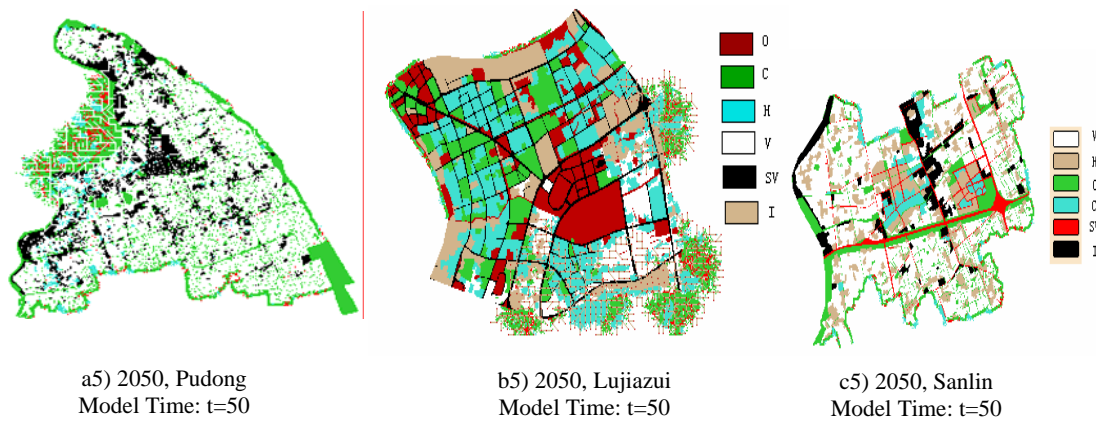 O
C
H
V
SV
I
V
H
O
C
SV
I
a5) 2050, Pudong
Model Time: t=50
b5) 2050, Lujiazui
Model Time: t=50
c5) 2050, Sanlin
Model Time: t=50